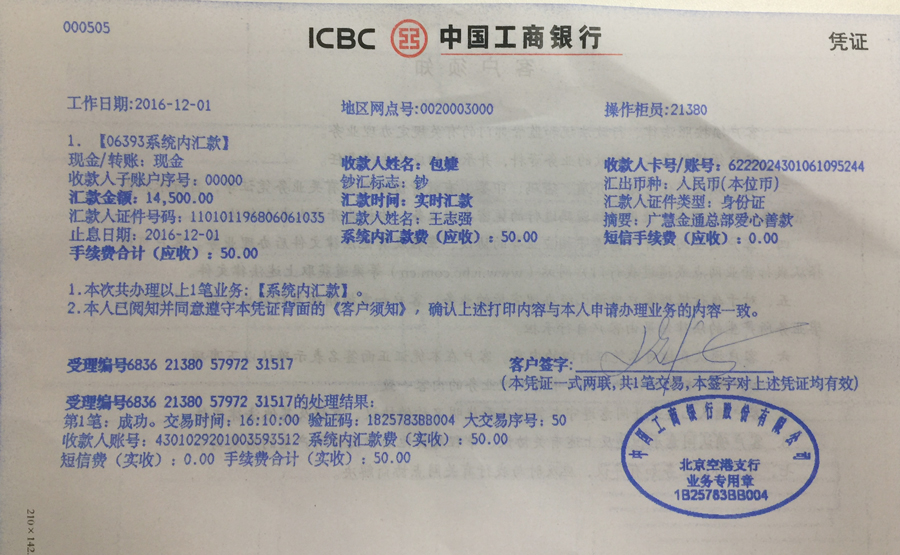 000505
ICBC 中国工商银行
凭证
工作日期:2016-12-01 地区网点号:0020003000 操作柜员:21380
1. 【06393系统内汇款】
现金/转账：现金 收款人姓名：包婕 收款人卡号/账号：6222024301061095244
收款人子账户序号：00000 钞汇标志：钞 汇出币种：人民币(本位币)
汇款金额：14,500.00 汇款时间：实时汇款 汇款人证件类型：身份证
汇款人证件号码：110101196806061035 汇款人姓名：王志强 摘要：广慧金通总部爱心善款
止息日期：2016-12-01 系统内汇款费(应收)：50.00 短信手续费(应收)：0.00
手续费合计(应收)：50.00
1.本次共办理以上1笔业务:【系统内汇款】。
2.本人已阅知并同意遵守本凭证背面的《客户须知》，确认上述打印内容与本人申请办理业务的内容一致。
受理编号6836 21380 57972 31517 客户签字:
(本凭证一式两联,共1笔交易,本签字对上述凭证均有效)
受理编号6836 21380 57972 31517的处理结果:
第1笔：成功。交易时间：16:10:00 验证码：1B25783BB004 大交易序号：50
收款人账号：4301029201003593512 系统内汇款费(实收)：50.00
短信费(实收)：0.00 手续费合计(实收)：50.00
中国工商银行股份有限公司
北京空港支行
业务专用章
1B25783BB004